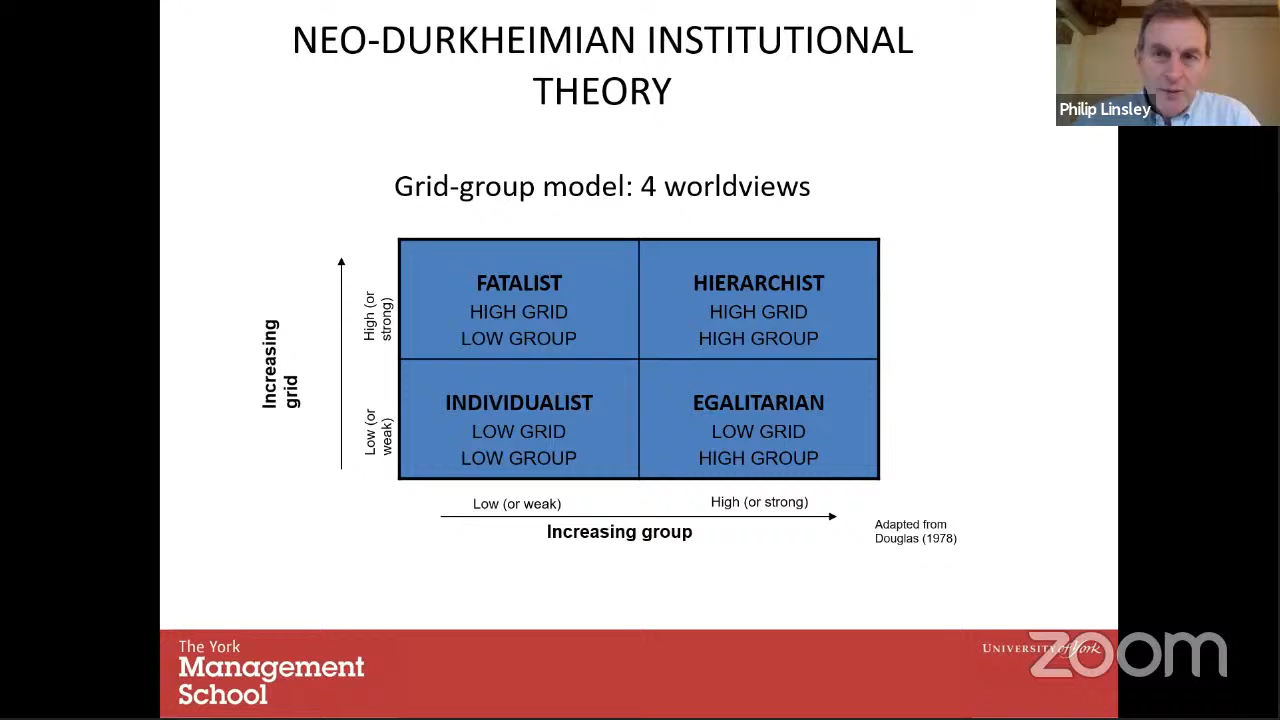 NEO-DURKHEIMIAN INSTITUTIONAL
THEORY
Philip Linsley
Grid-group model: 4 worldviews
Increasing
grid
High (or
strong)
Low (or
weak)
FATALIST
HIGH GRID
LOW GROUP
HIERARCHIST
HIGH GRID
HIGH GROUP
INDIVIDUALIST
LOW GRID
LOW GROUP
EGALITARIAN
LOW GRID
HIGH GROUP
Low (or weak)
High (or strong)
Increasing group
Adapted from
Douglas (1978)
The York
Management
School
UNIVERSITY of York
zoom